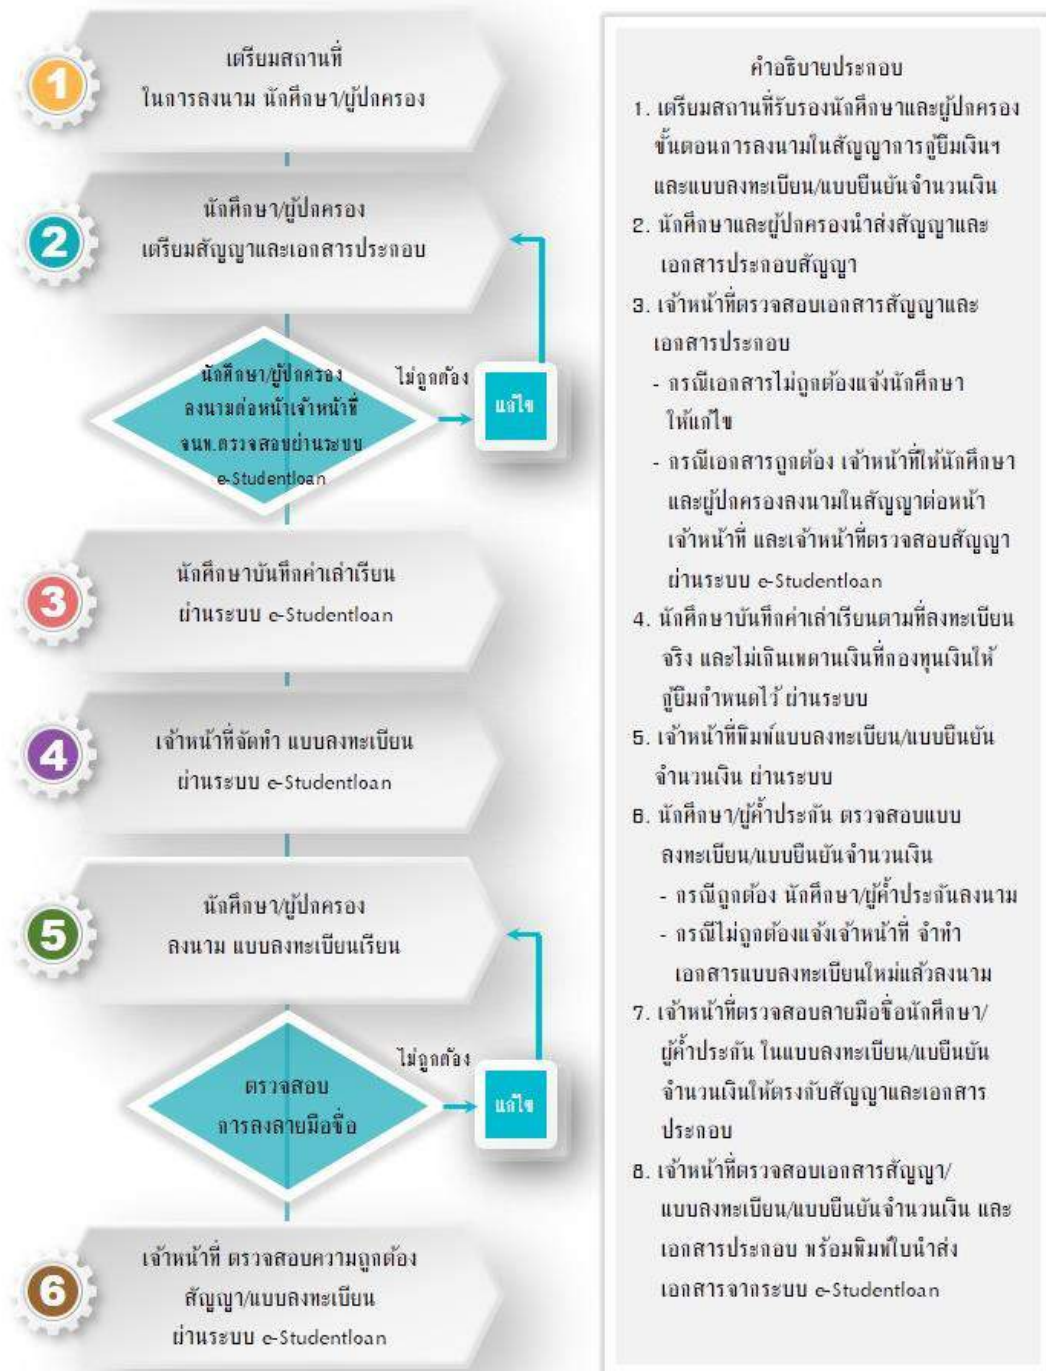 1
เตรียมสถานที่
ในการลงนาม นักศึกษา/ผู้ปกครอง
2
นักศึกษา/ผู้ปกครอง
เตรียมสัญญาและเอกสารประกอบ
นักศึกษา/ผู้ปกครอง
ลงนามต่อหน้าเจ้าหน้าที่
จนท.ตรวจสอบผ่านระบบ
e-Studentloan
ไม่ถูกต้อง
แก้ไข
3
นักศึกษาบันทึกค่าเล่าเรียน
ผ่านระบบ e-Studentloan
4
เจ้าหน้าที่จัดทำ แบบลงทะเบียน
ผ่านระบบ e-Studentloan
5
นักศึกษา/ผู้ปกครอง
ลงนาม แบบลงทะเบียนเรียน
ตรวจสอบ
การลงลายมือชื่อ
ไม่ถูกต้อง
แก้ไข
6
เจ้าหน้าที่ ตรวจสอบความถูกต้อง
สัญญา/แบบลงทะเบียน
ผ่านระบบ e-Studentloan
คำอธิบายประกอบ
1. เตรียมสถานที่รับรองนักศึกษาและผู้ปกครอง
ขั้นตอนการลงนามในสัญญาการกู้ยืมเงินฯ
และแบบลงทะเบียน/แบบยืนยันจำนวนเงิน
2. นักศึกษาและผู้ปกครองนำส่งสัญญาและ
เอกสารประกอบสัญญา
3. เจ้าหน้าที่ตรวจสอบเอกสารสัญญาและ
เอกสารประกอบ
- กรณีเอกสารไม่ถูกต้องแจ้งนักศึกษา
ให้แก้ไข
- กรณีเอกสารถูกต้อง เจ้าหน้าที่ให้นักศึกษา
และผู้ปกครองลงนามในสัญญาต่อหน้า
เจ้าหน้าที่ และเจ้าหน้าที่ตรวจสอบสัญญา
ผ่านระบบ e-Studentloan
4. นักศึกษาบันทึกค่าเล่าเรียนตามที่ลงทะเบียน
จริง และไม่เกินเพดานเงินที่กองทุนเงินให้
กู้ยืมกำหนดไว้ ผ่านระบบ
5. เจ้าหน้าที่พิมพ์แบบลงทะเบียน/แบบยืนยัน
จำนวนเงิน ผ่านระบบ
6. นักศึกษา/ผู้ค้ำประกัน ตรวจสอบแบบ
ลงทะเบียน/แบบยืนยันจำนวนเงิน
- กรณีถูกต้อง นักศึกษา/ผู้ค้ำประกันลงนาม
- กรณีไม่ถูกต้องแจ้งเจ้าหน้าที่ จำทำ
เอกสารแบบลงทะเบียนใหม่แล้วลงนาม
7. เจ้าหน้าที่ตรวจสอบลายมือชื่อนักศึกษา/
ผู้ค้ำประกัน ในแบบลงทะเบียน/แบยืนยัน
จำนวนเงินให้ตรงกับสัญญาและเอกสาร
ประกอบ
8. เจ้าหน้าที่ตรวจสอบเอกสารสัญญา/
แบบลงทะเบียน/แบบยืนยันจำนวนเงิน และ
เอกสารประกอบ พร้อมพิมพ์ใบนำส่ง
เอกสารจากระบบ e-Studentloan